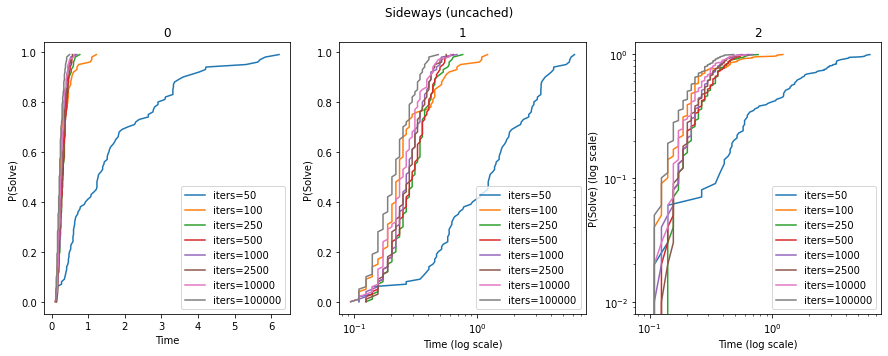 Sideways (uncached)
0
P(Solve)
1.0
0.8
0.6
0.4
0.2
0.0
0 1 2 3 4 5 6
Time
iters=50
iters=100
iters=250
iters=500
iters=1000
iters=2500
iters=10000
iters=100000
1
P(Solve)
1.0
0.8
0.6
0.4
0.2
0.0
10⁻¹ 10⁰
Time (log scale)
iters=50
iters=100
iters=250
iters=500
iters=1000
iters=2500
iters=10000
iters=100000
2
P(Solve) (log scale)
10⁰
10⁻¹
10⁻²
10⁻¹ 10⁰
Time (log scale)
iters=50
iters=100
iters=250
iters=500
iters=1000
iters=2500
iters=10000
iters=100000